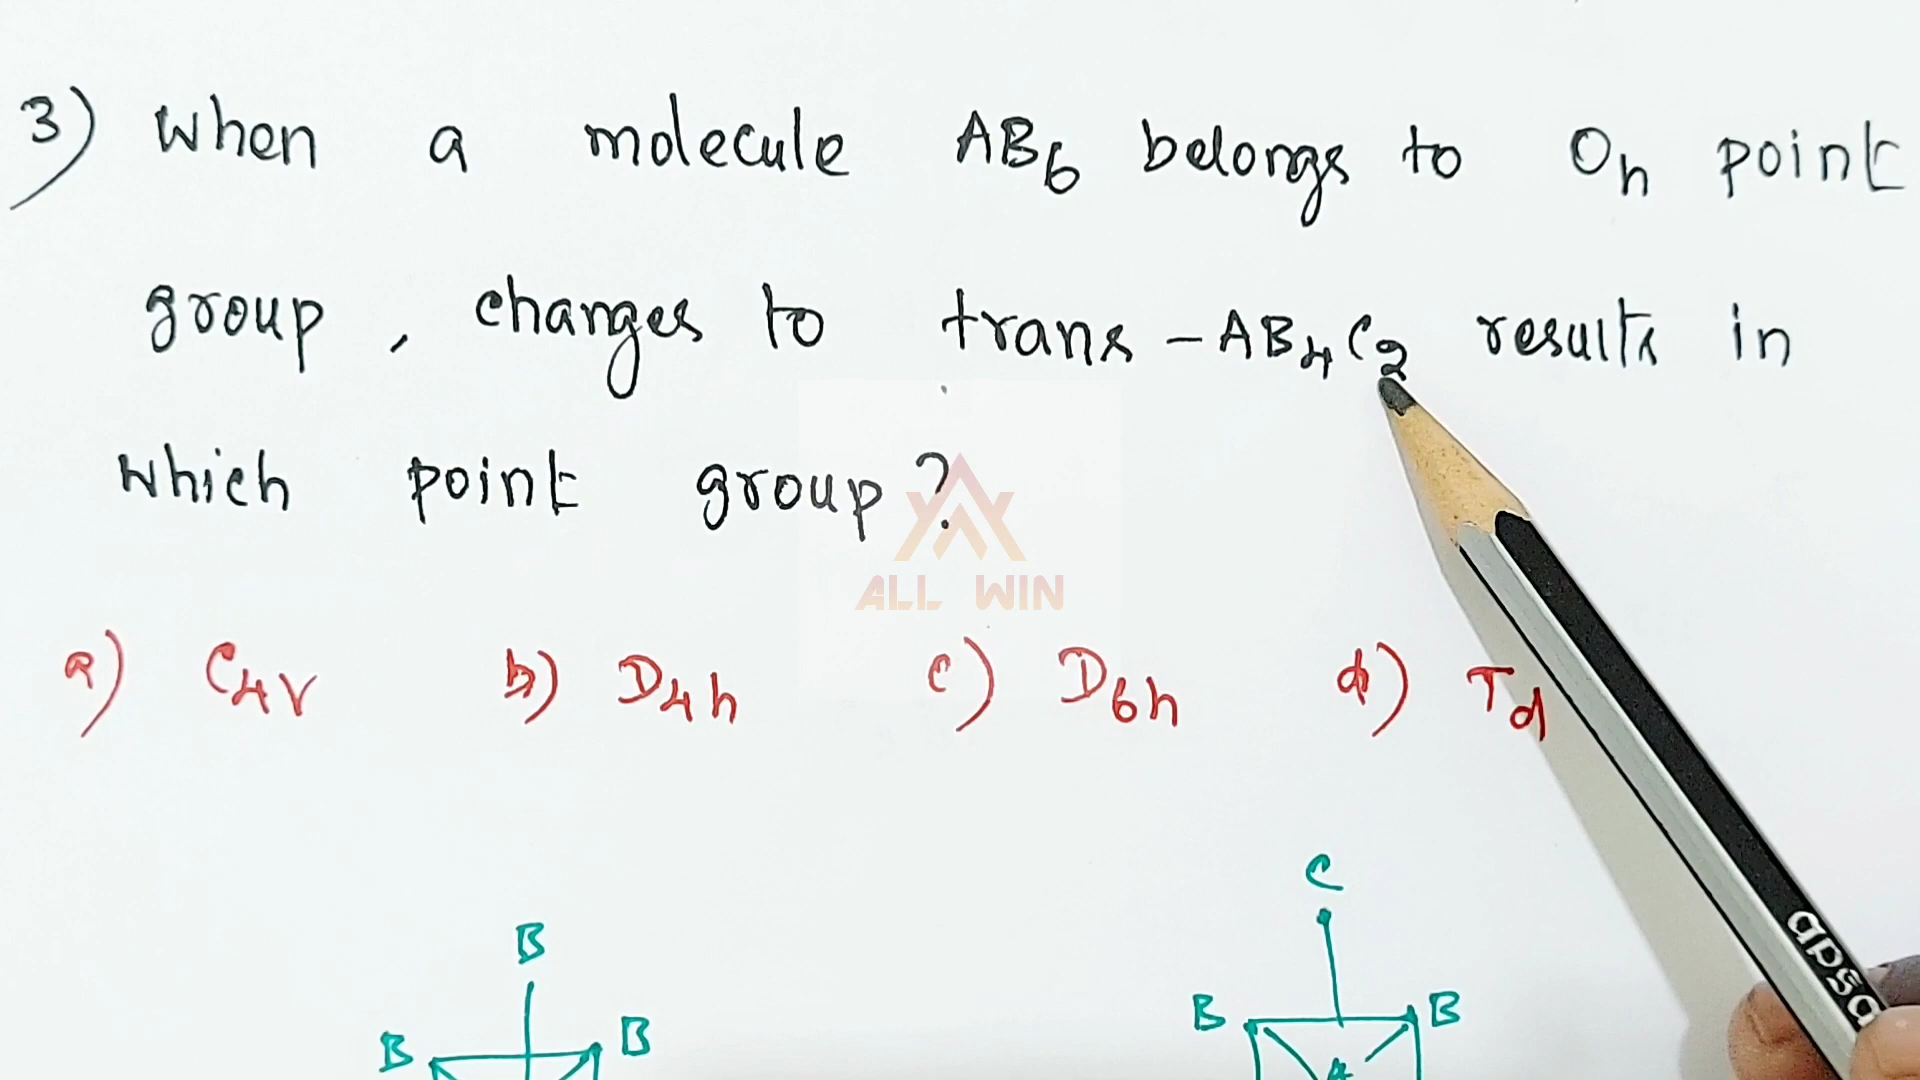 3) When a molecule AB6 belongs to Oh point
group, changes to trans - AB4C2 results in
which point group?
ALL WIN
a) C4v b) D4h c) D6h d) Td
C
B
B B
B B
A
apsa